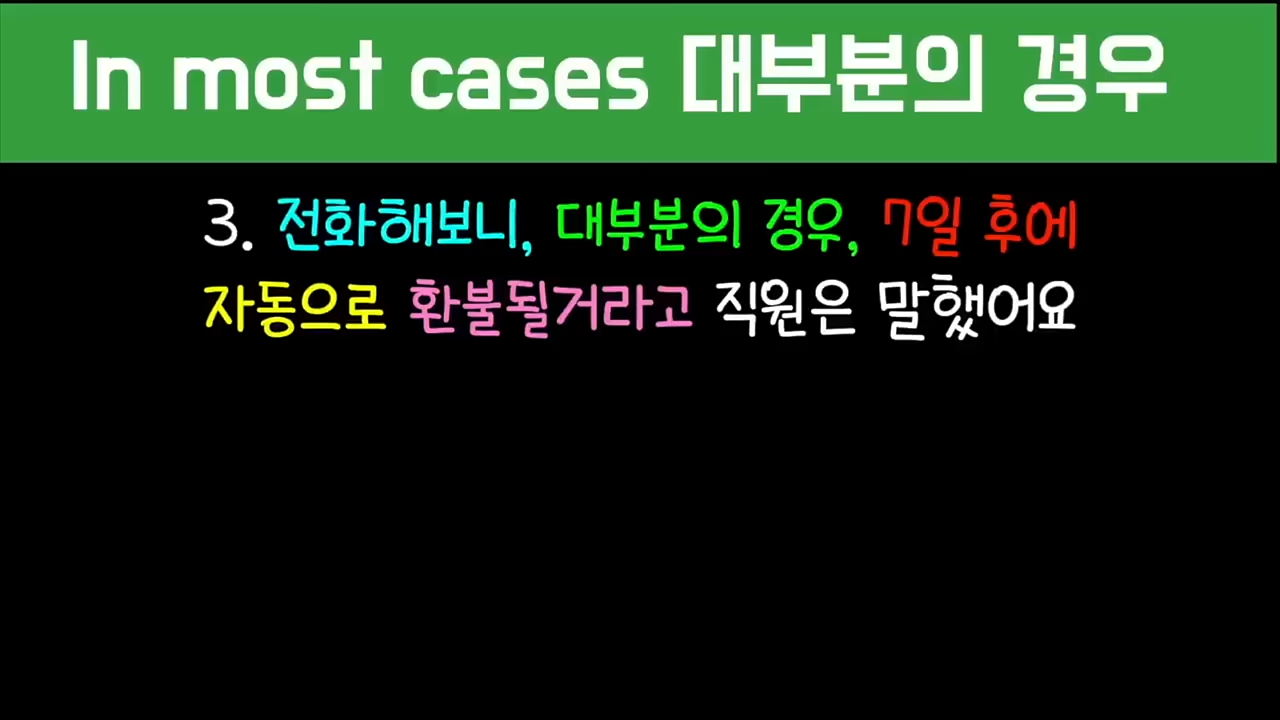 In most cases 대부분의 경우
3. 전화해보니, 대부분의 경우, 7일 후에
자동으로 환불될거라고 직원은 말했어요